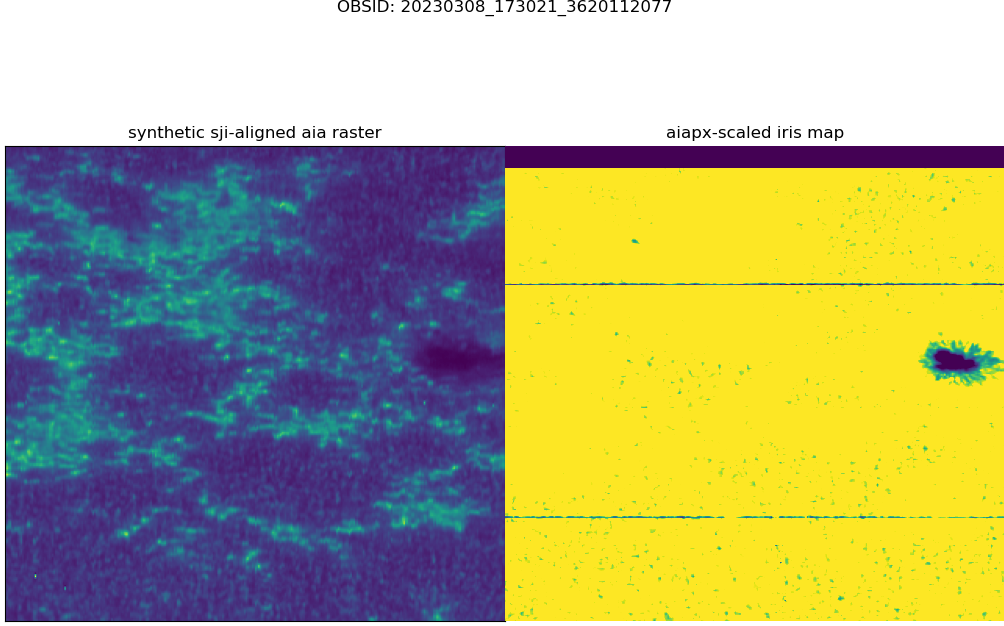 OBSID: 20230308_173021_3620112077
synthetic sji-aligned aia raster
aiapx-scaled iris map